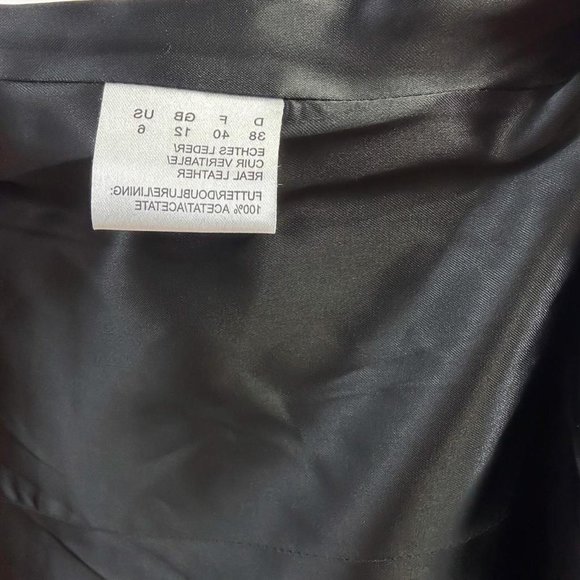 D F GB US
38 40 12 6
ECHTES LEDER/
CUIR VERITABLE/
REAL LEATHER
FUTTER/DOUBLURE/LINING:
100% ACETAT/ACETATE